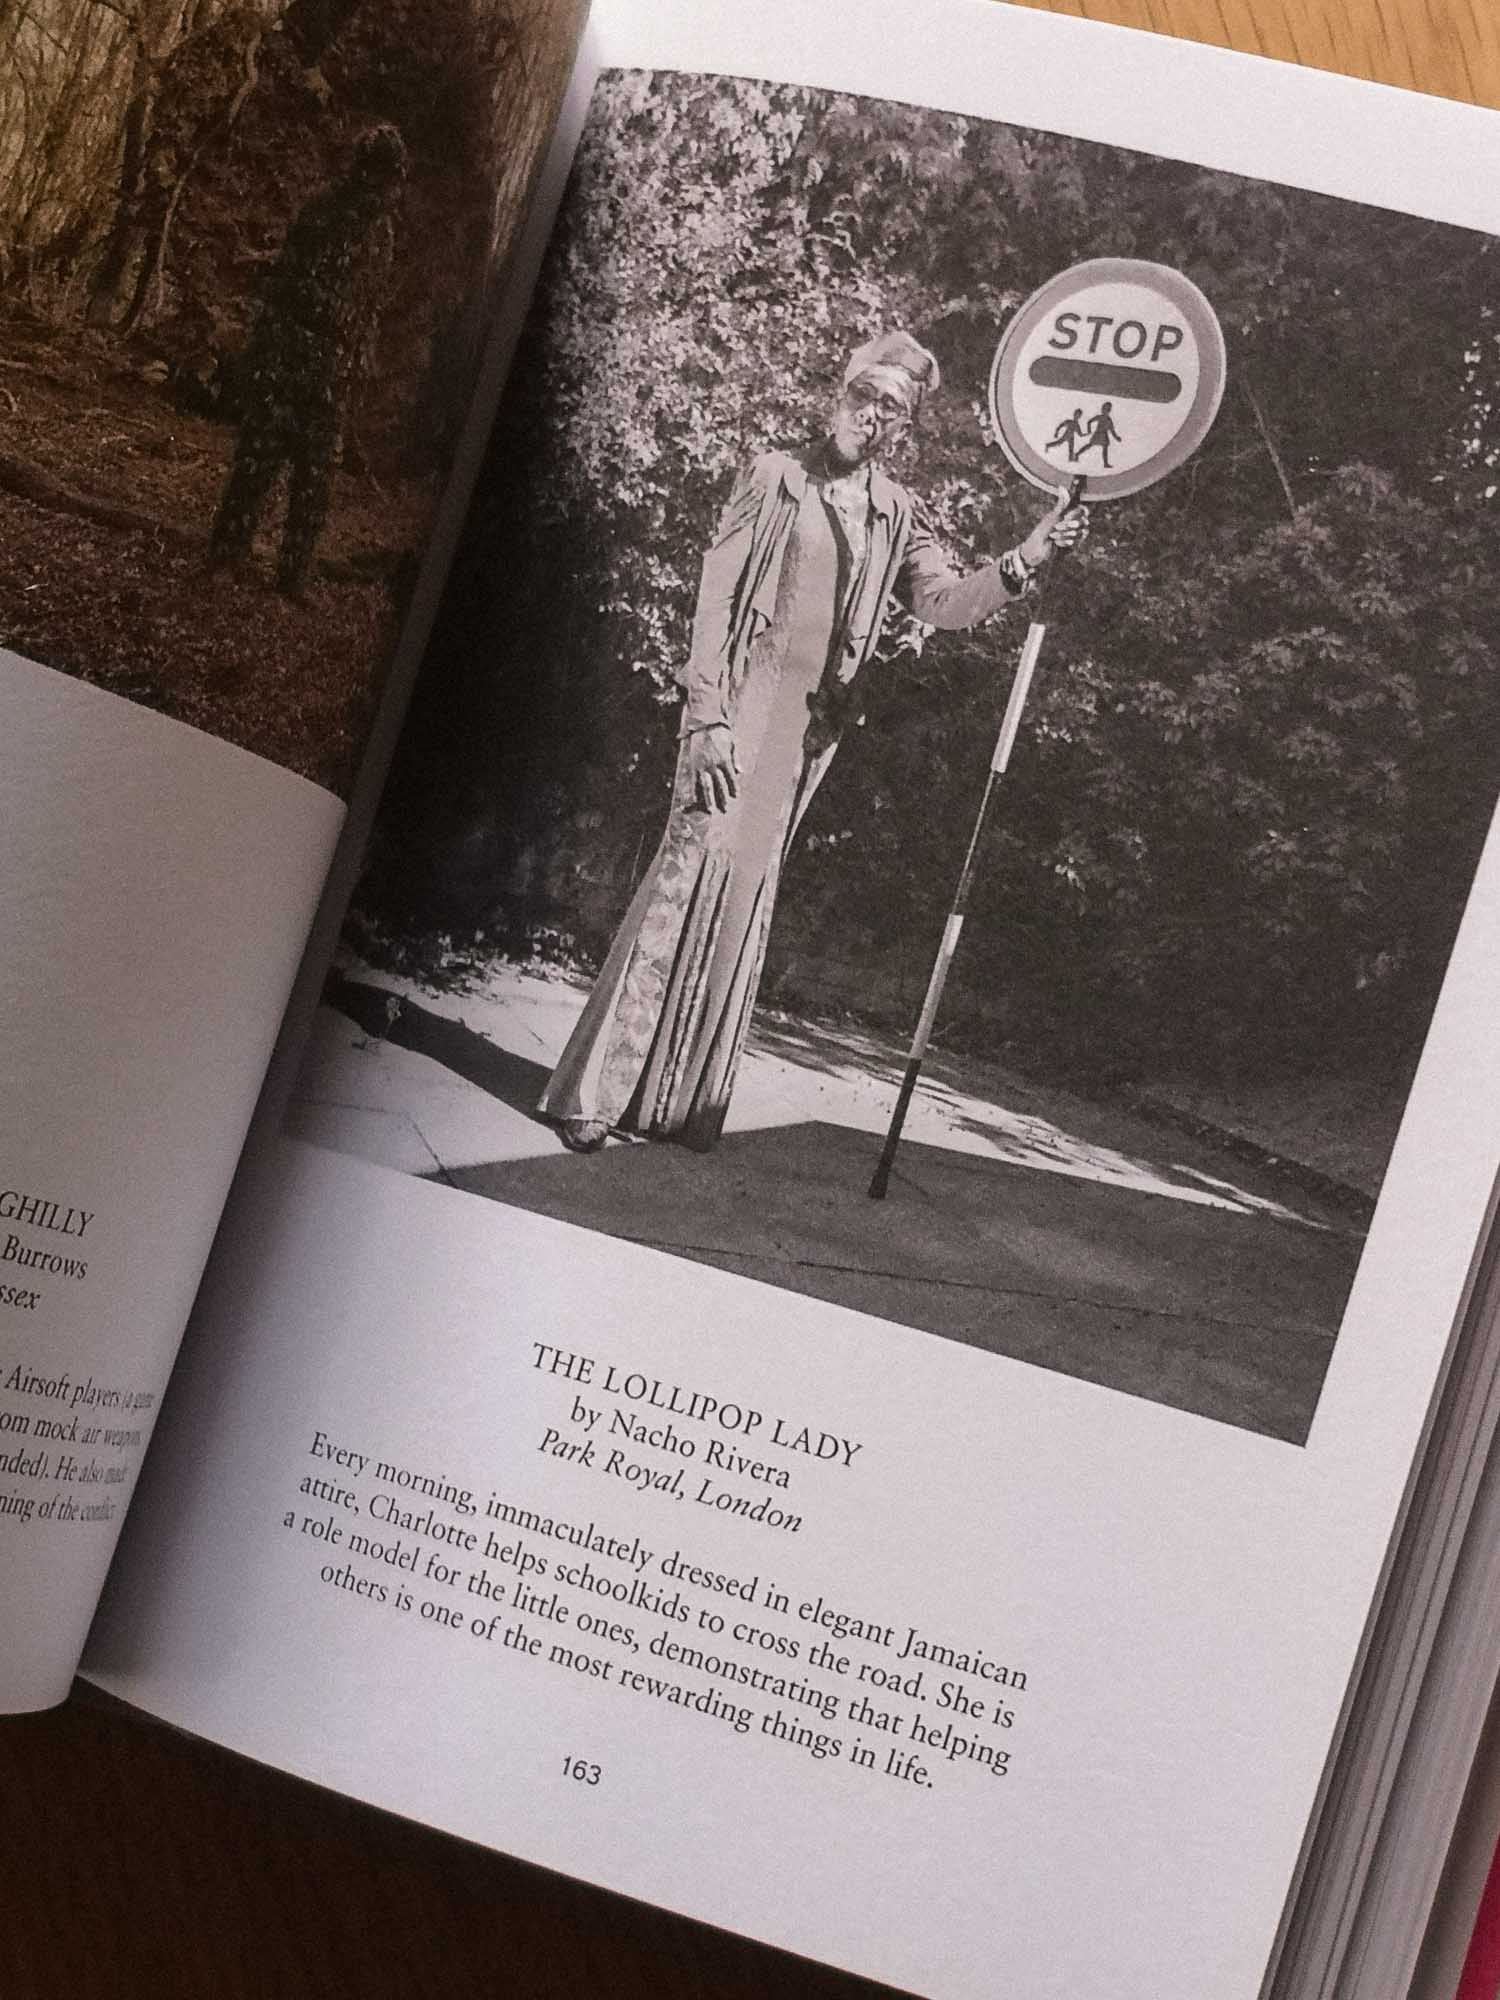 GHILLY
Burrows
ssex
Airsoft players (a game
om mock air weapons
nded). He also made
ning of the conflict
STOP
THE LOLLIPOP LADY
by Nacho Rivera
Park Royal, London
Every morning, immaculately dressed in elegant Jamaican
attire, Charlotte helps schoolkids to cross the road. She is
a role model for the little ones, demonstrating that helping
others is one of the most rewarding things in life.
163